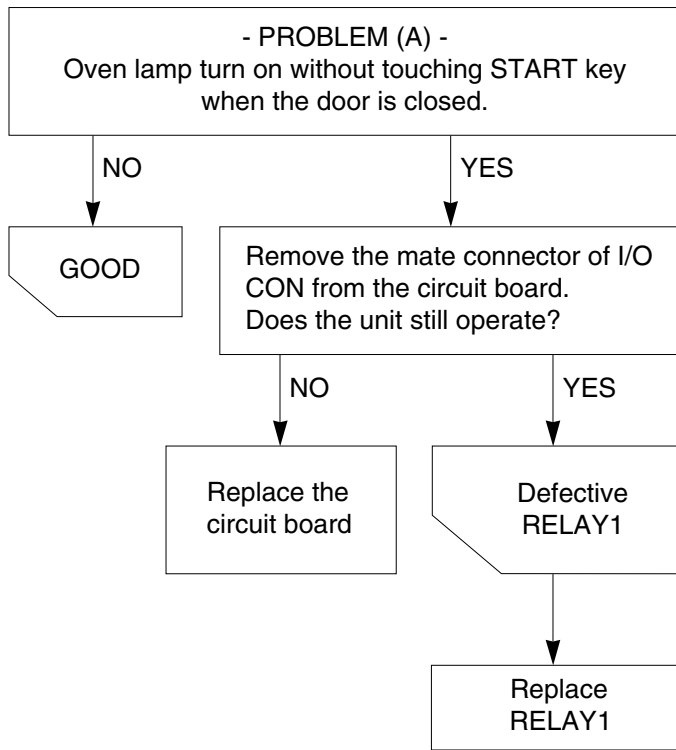 - PROBLEM (A) -
Oven lamp turn on without touching START key
when the door is closed.
NO
YES
GOOD
Remove the mate connector of I/O
CON from the circuit board.
Does the unit still operate?
NO
YES
Replace the
circuit board
Defective
RELAY1
Replace
RELAY1